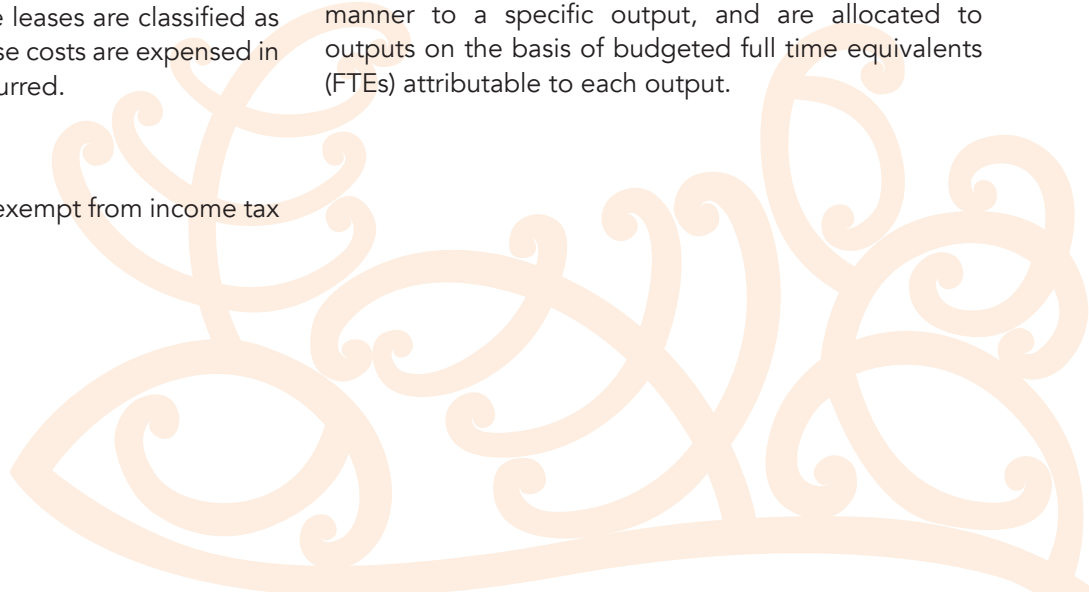 leases are classified as
se costs are expensed in
urred.
exempt from income tax
manner to a specific output, and are allocated to
outputs on the basis of budgeted full time equivalents
(FTEs) attributable to each output.